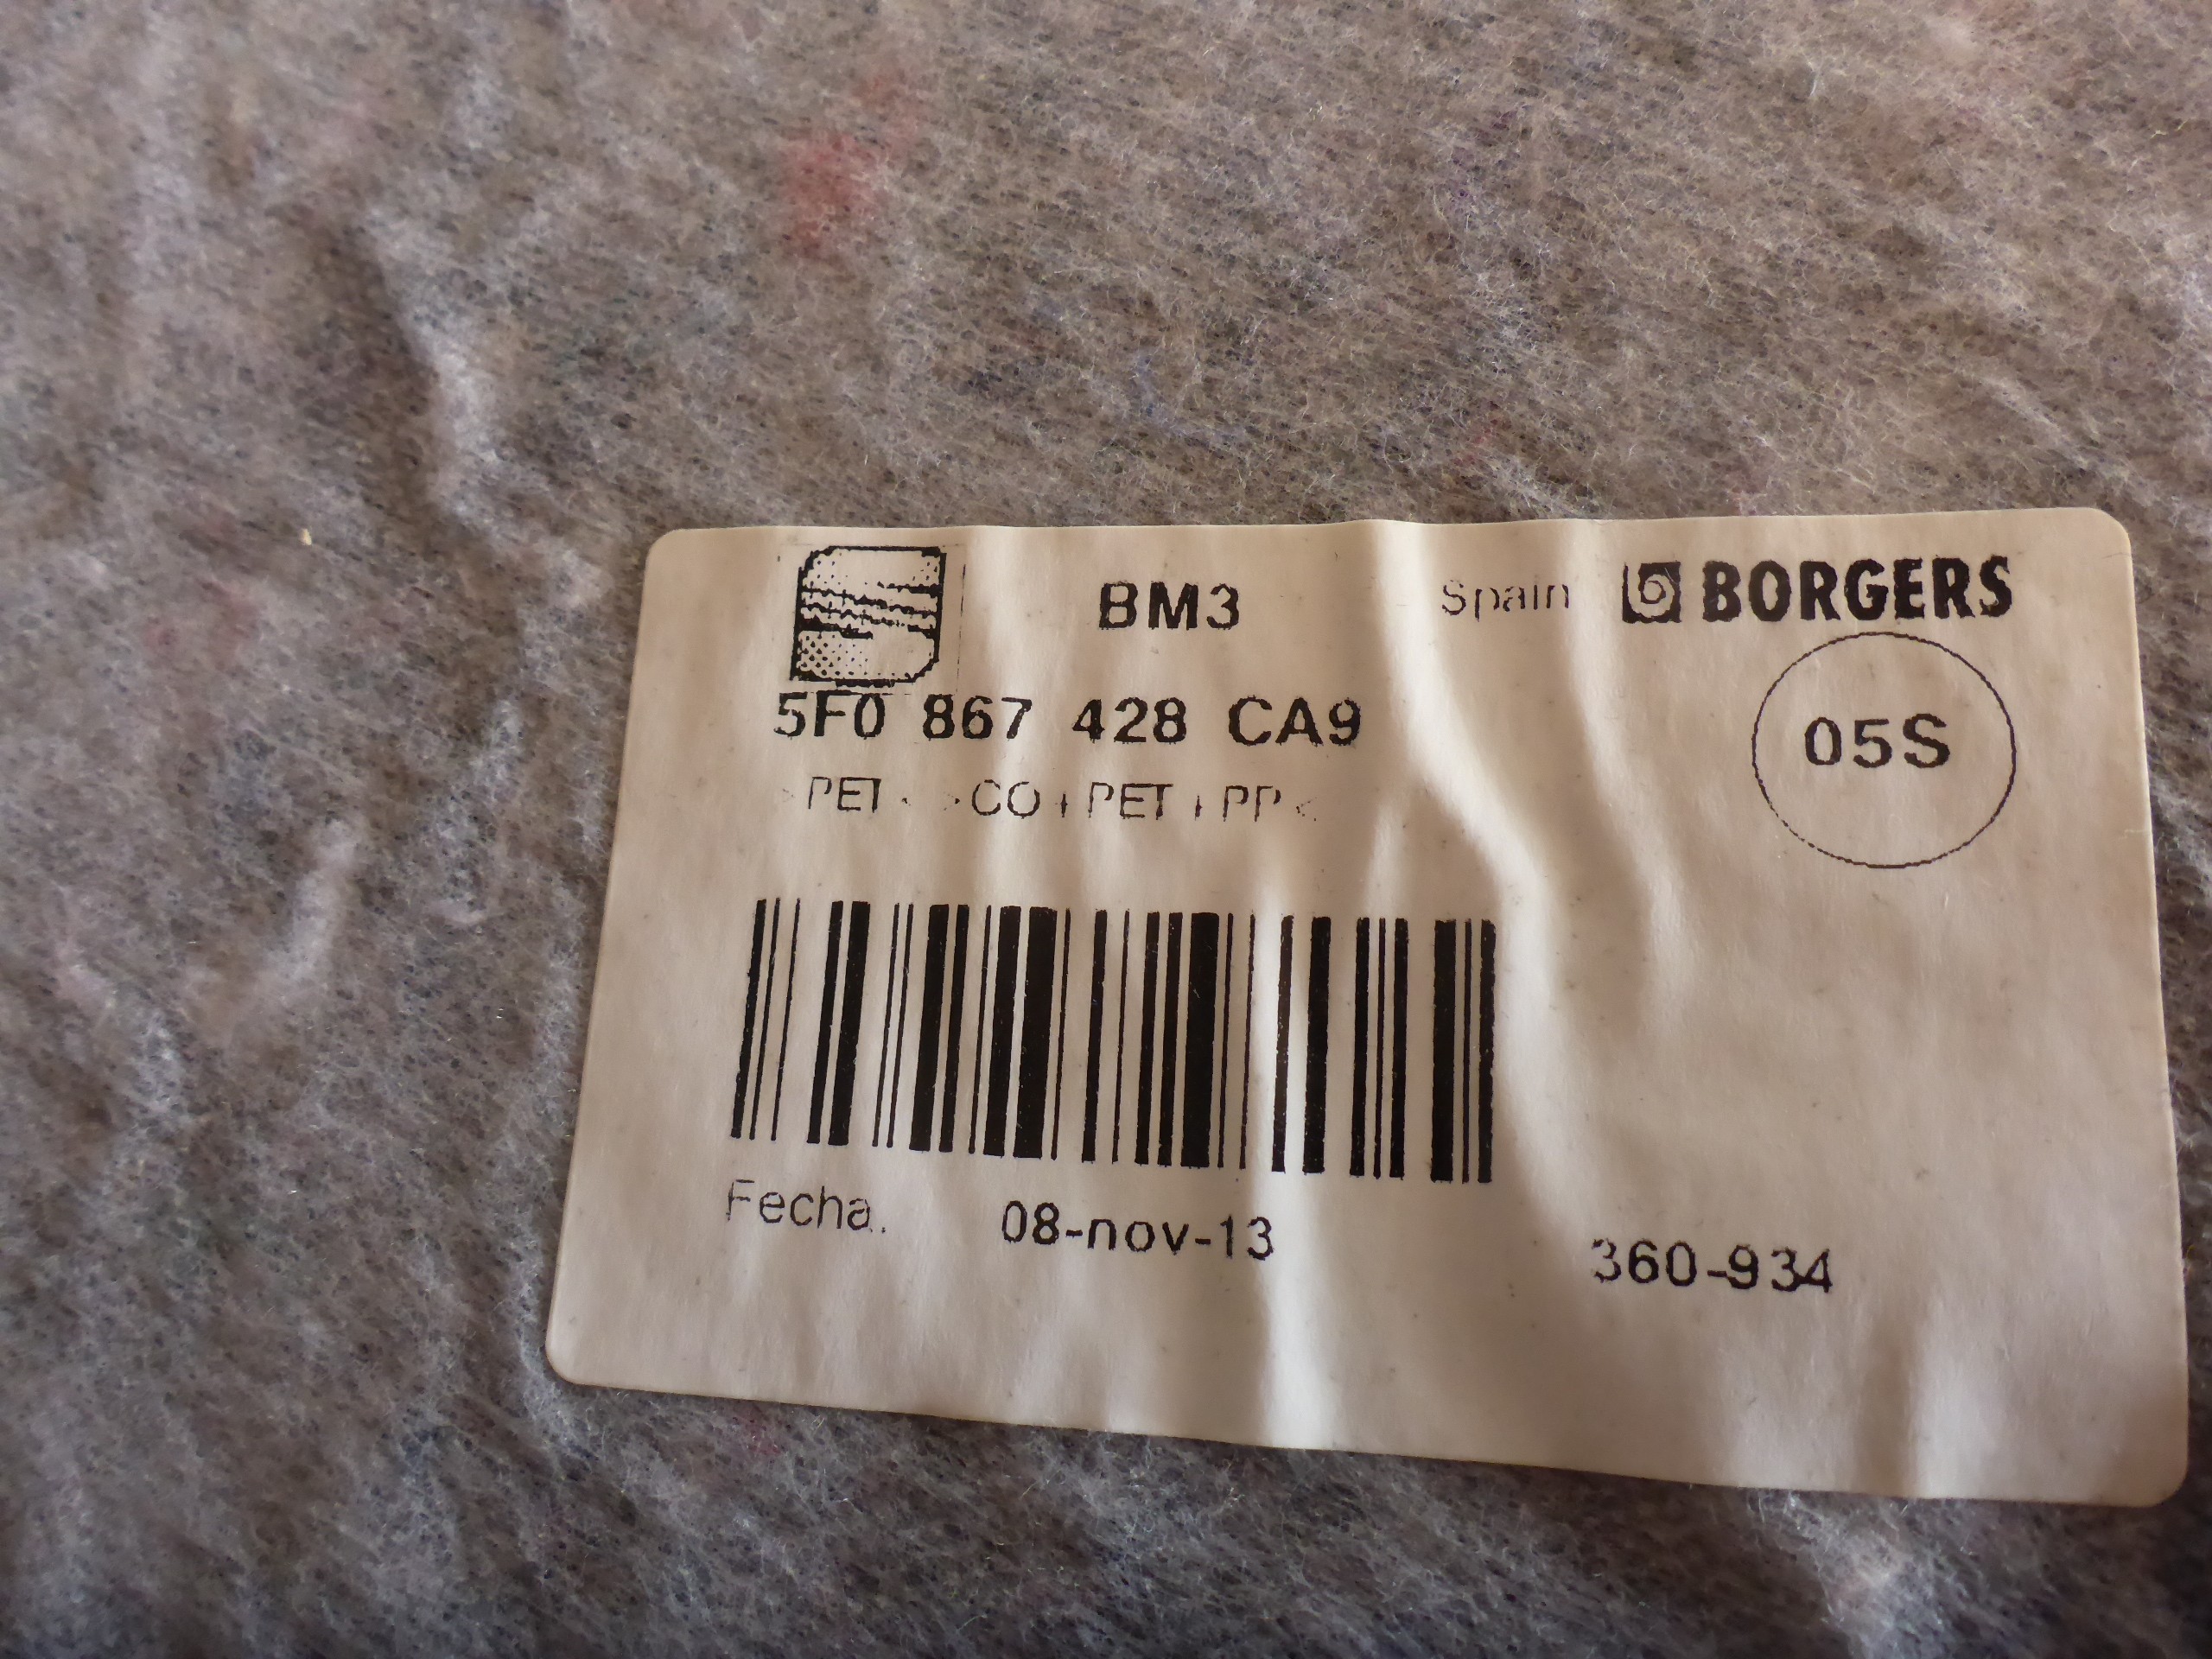 BM3 Spain BORGERS
05S
5F0 867 428 CA9
>PET< >CO+PET+PP<
Fecha.
08-nov-13
360-934